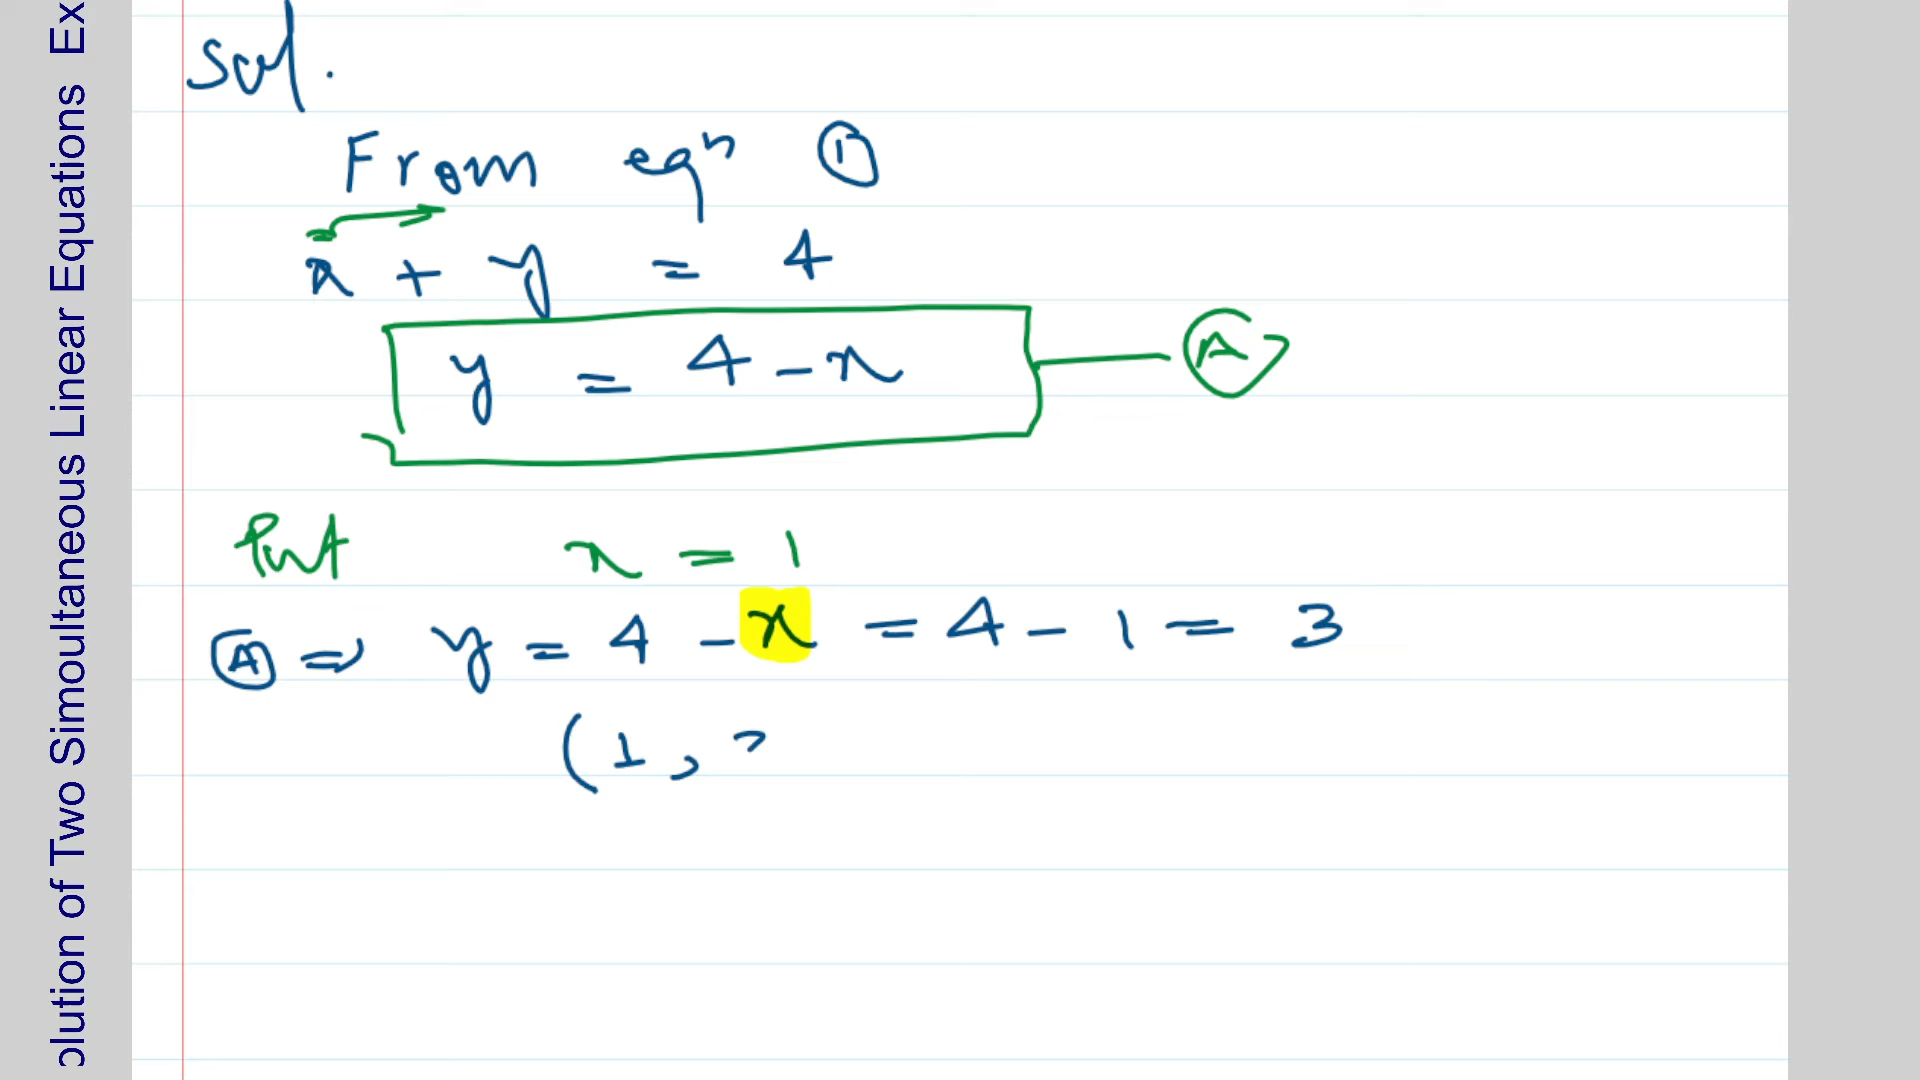 olution of Two Simoultaneous Linear Equations Ex
Sol.
From eqn ①
x + y = 4
y = 4 - x Ⓐ
Put x = 1
Ⓐ ⇒ y = 4 - x = 4 - 1 = 3
(1 ,